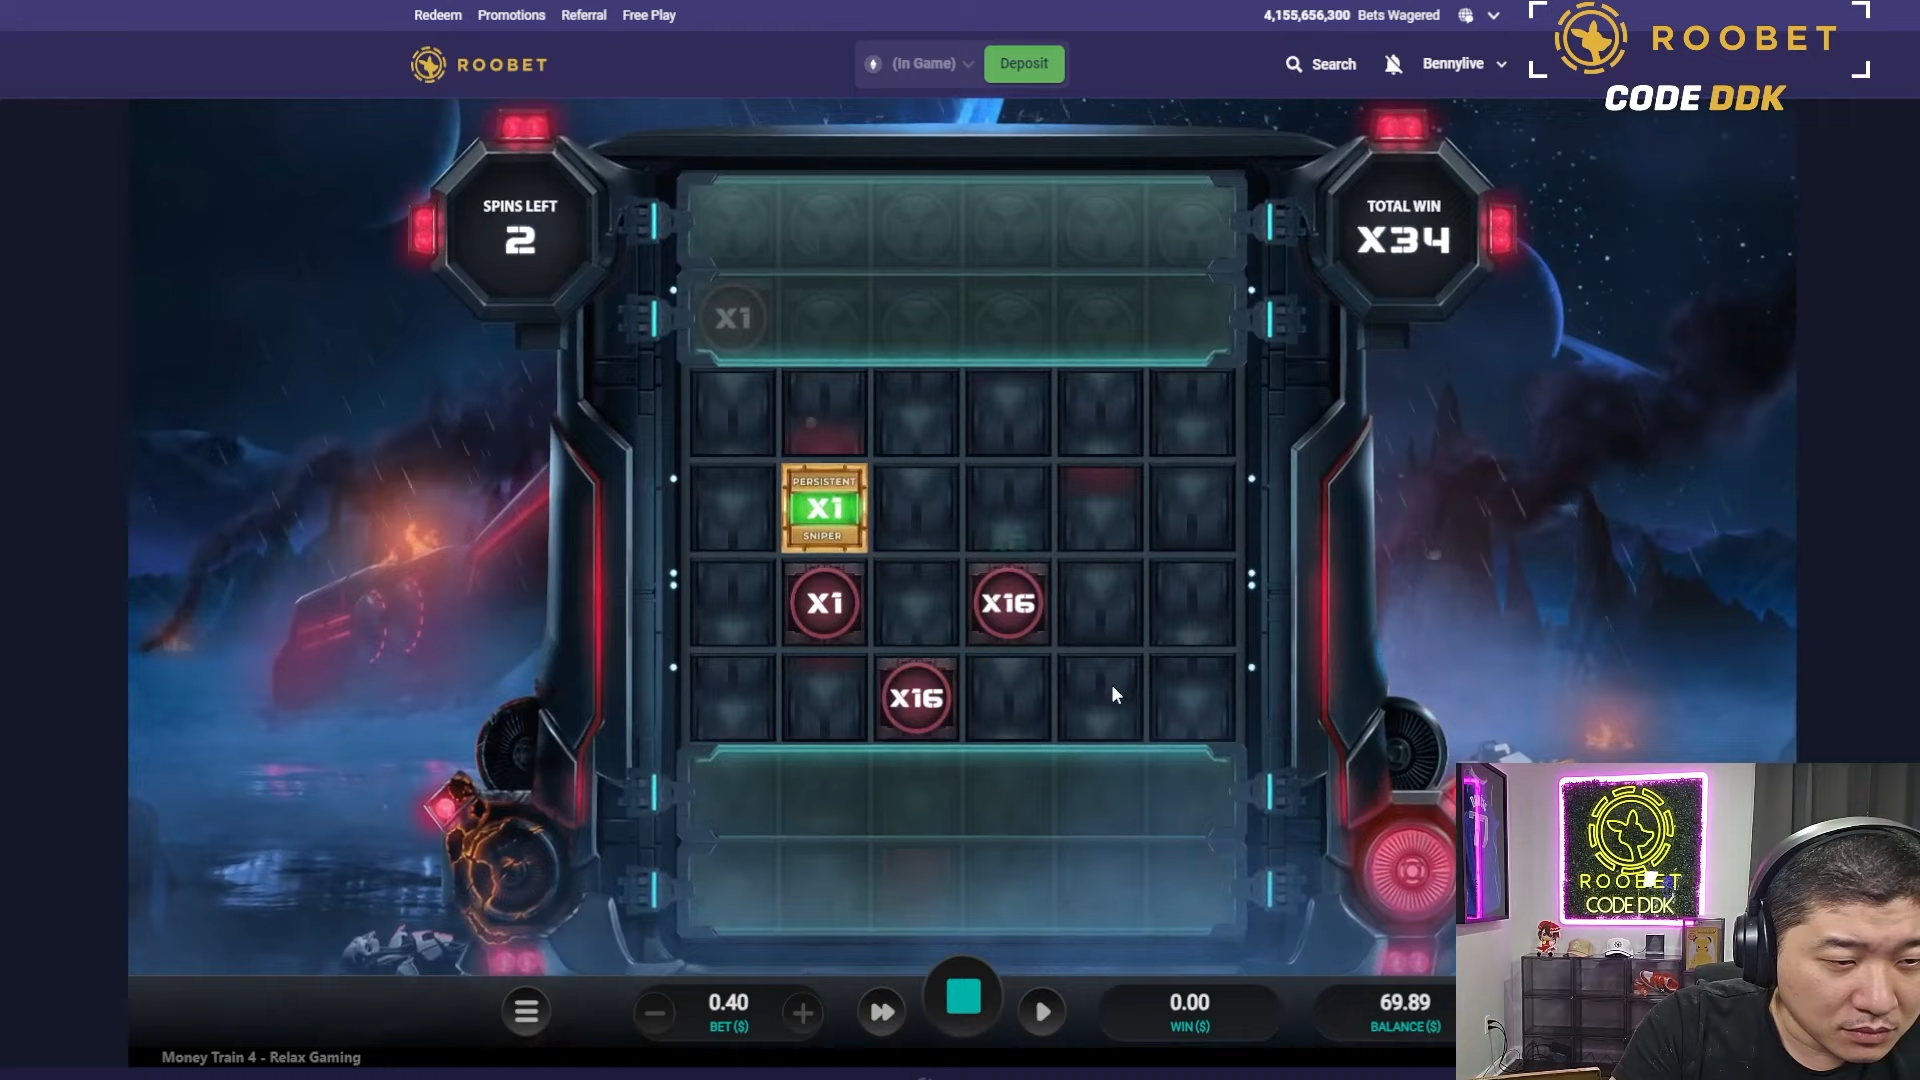 Redeem Promotions Referral Free Play
4,155,656,300 Bets Wagered
ROOBET
(In Game) Deposit
Search Bennylive
ROOBET
CODE DDK
SPINS LEFT
2
TOTAL WIN
X34
X1
PERSISTENT
X1
SNIPER
X1 X16
X16
0.40
BET($)
0.00
WIN($)
69.89
BALANCE($)
Money Train 4 - Relax Gaming
ROOBET
CODE DDK